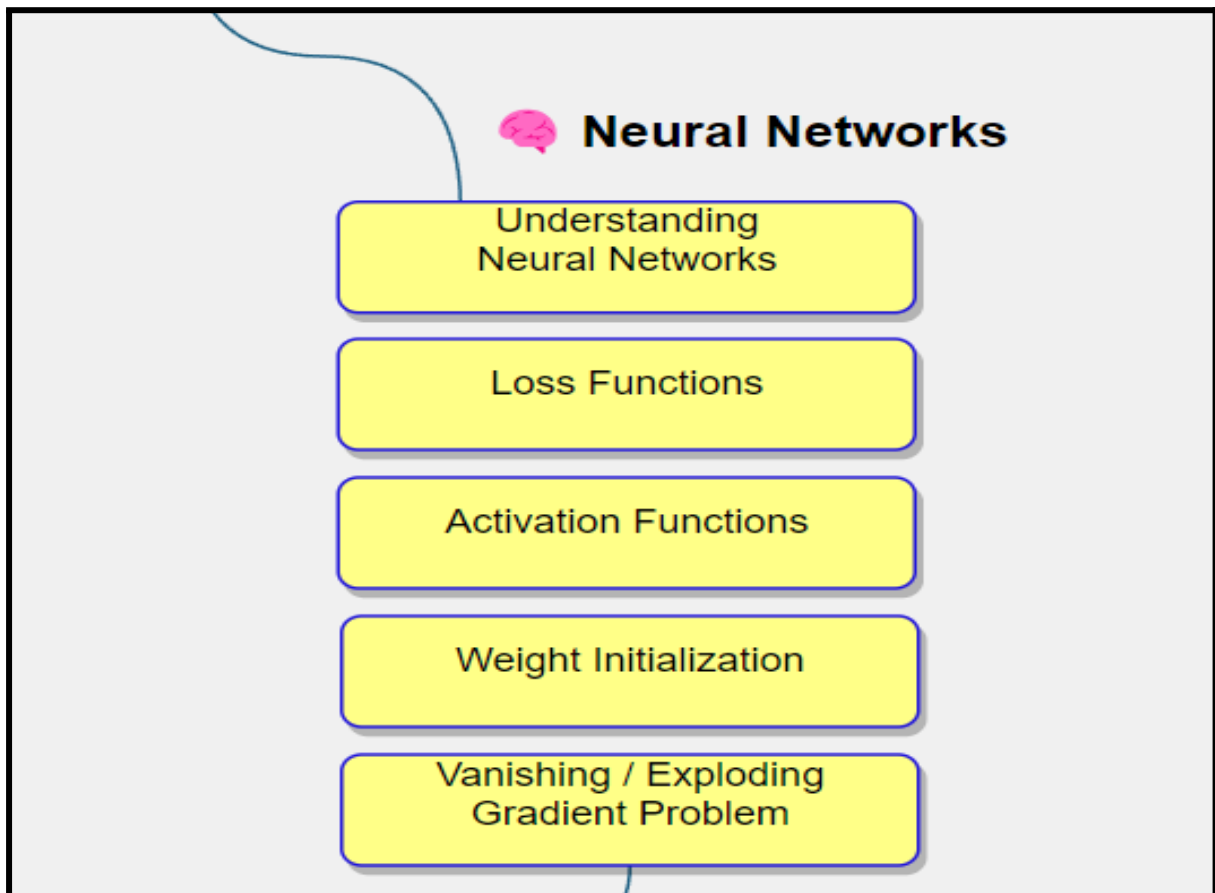 Neural Networks
Understanding
Neural Networks
Loss Functions
Activation Functions
Weight Initialization
Vanishing / Exploding
Gradient Problem